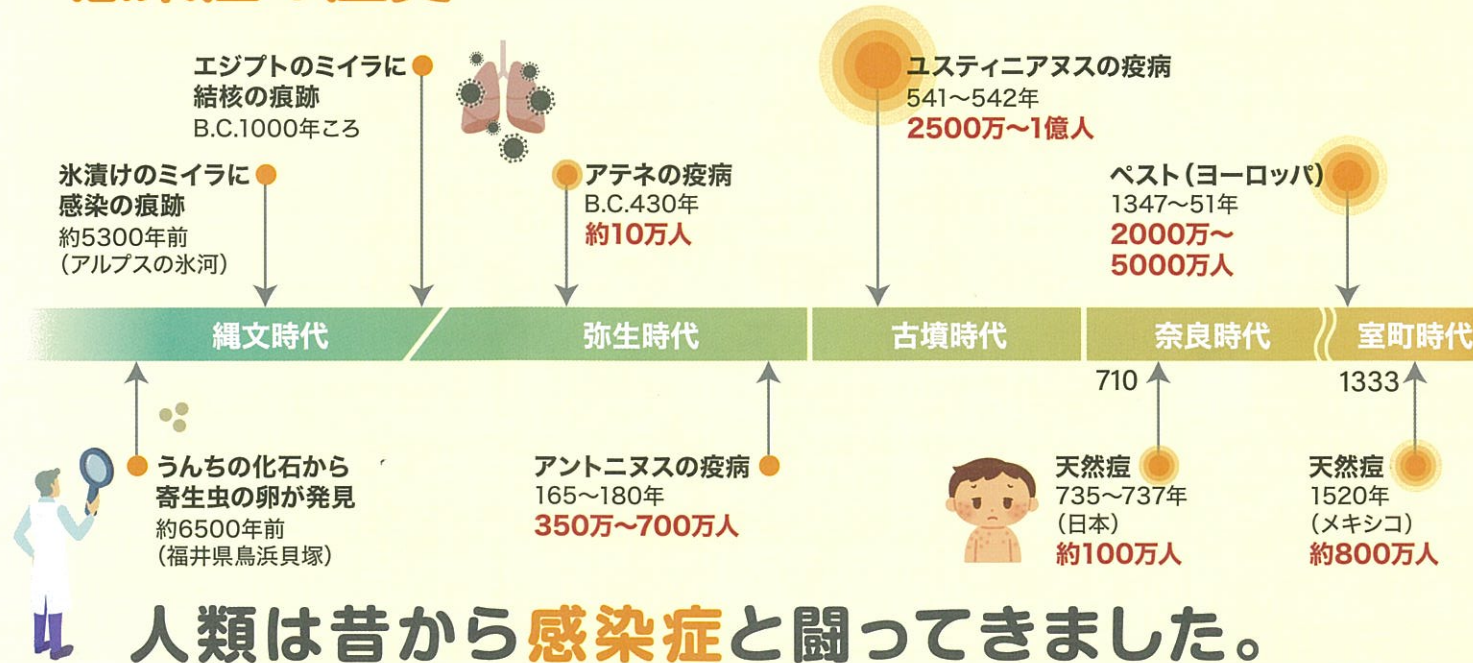 エジプトのミイラに
結核の痕跡
B.C.1000年ころ
氷漬けのミイラに
感染の痕跡
約5300年前
（アルプスの氷河）
アテネの疫病
B.C.430年
約10万人
ユスティニアヌスの疫病
541〜542年
2500万〜1億人
ペスト（ヨーロッパ）
1347〜51年
2000万〜
5000万人
縄文時代
弥生時代
古墳時代
奈良時代
室町時代
710
1333
うんちの化石から
寄生虫の卵が発見
約6500年前
（福井県鳥浜貝塚）
アントニヌスの疫病
165〜180年
350万〜700万人
天然痘
735〜737年
（日本）
約100万人
天然痘
1520年
（メキシコ）
約800万人
人類は昔から感染症と闘ってきました。